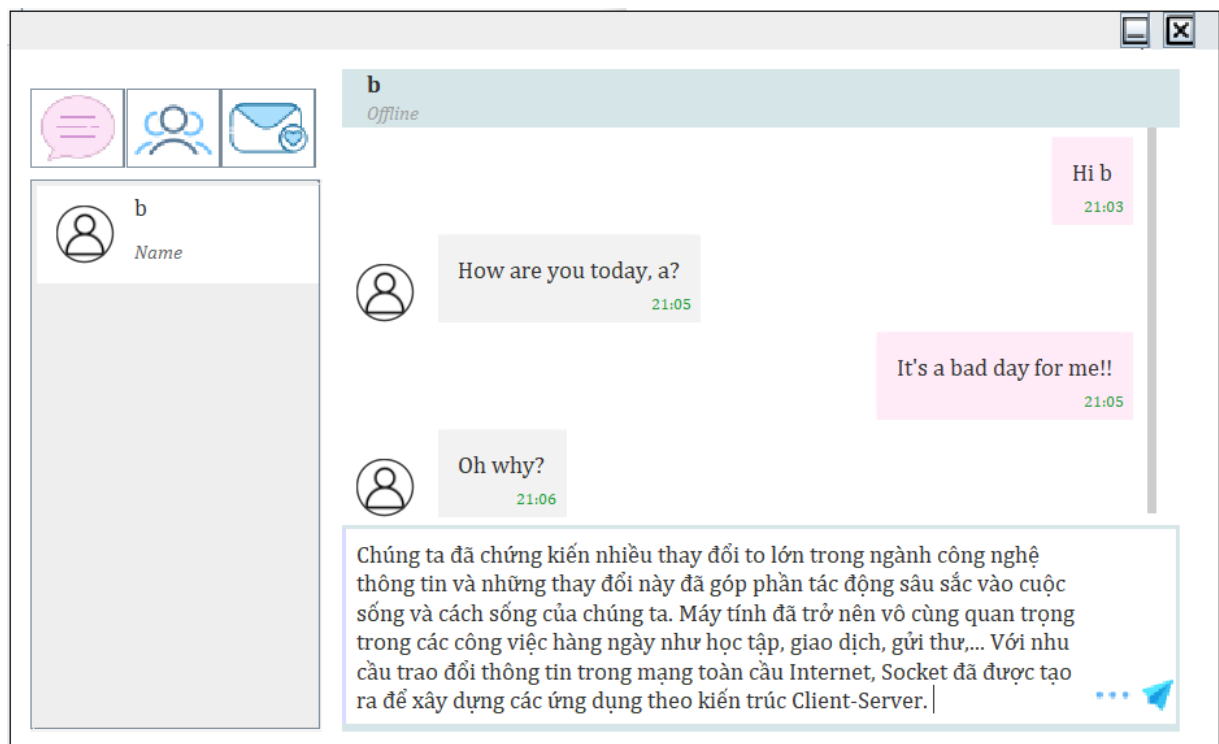 b
Offline
b
Name
Hi b
21:03
How are you today, a?
21:05
It's a bad day for me!!
21:05
Oh why?
21:06
Chúng ta đã chứng kiến nhiều thay đổi to lớn trong ngành công nghệ
thông tin và những thay đổi này đã góp phần tác động sâu sắc vào cuộc
sống và cách sống của chúng ta. Máy tính đã trở nên vô cùng quan trọng
trong các công việc hàng ngày như học tập, giao dịch, gửi thư,... Với nhu
cầu trao đổi thông tin trong mạng toàn cầu Internet, Socket đã được tạo
ra để xây dựng các ứng dụng theo kiến trúc Client-Server.